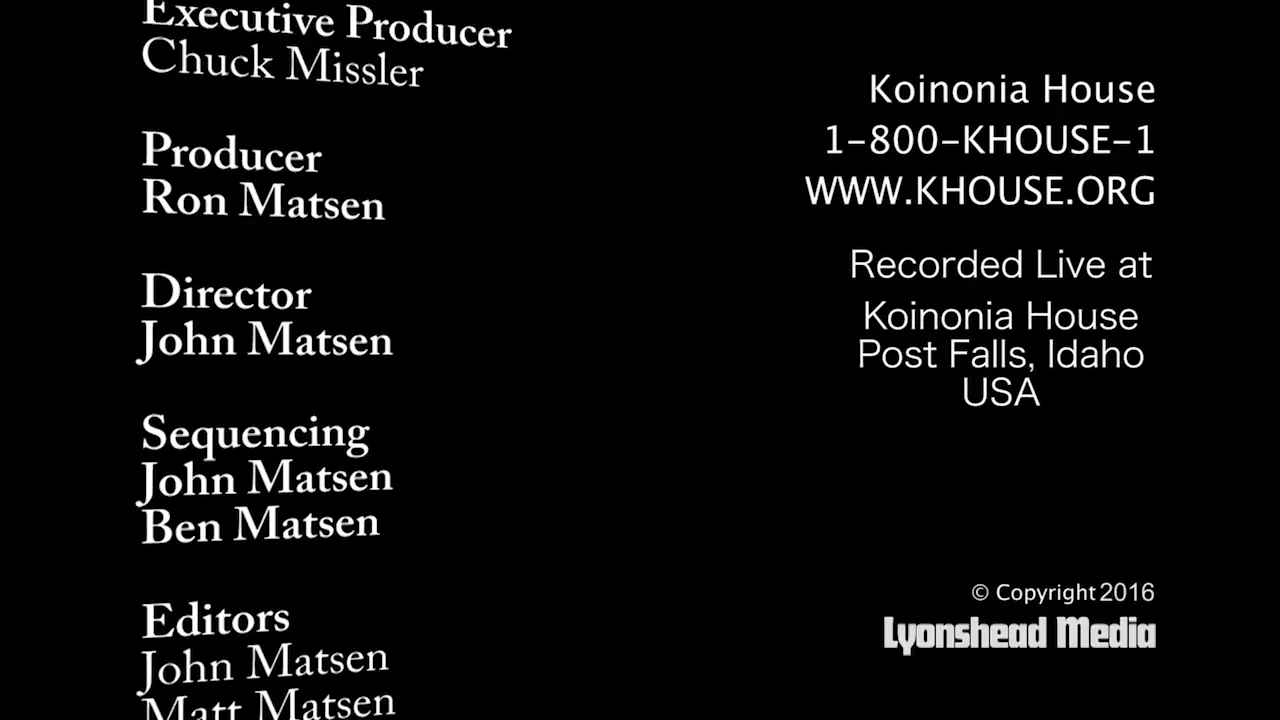 Executive Producer
Chuck Missler
Producer
Ron Matsen
Director
John Matsen
Sequencing
John Matsen
Ben Matsen
Editors
John Matsen
Matt Matsen
Koinonia House
1-800-KHOUSE-1
WWW.KHOUSE.ORG
Recorded Live at
Koinonia House
Post Falls, Idaho
USA
© Copyright 2016
Lyonshead Media